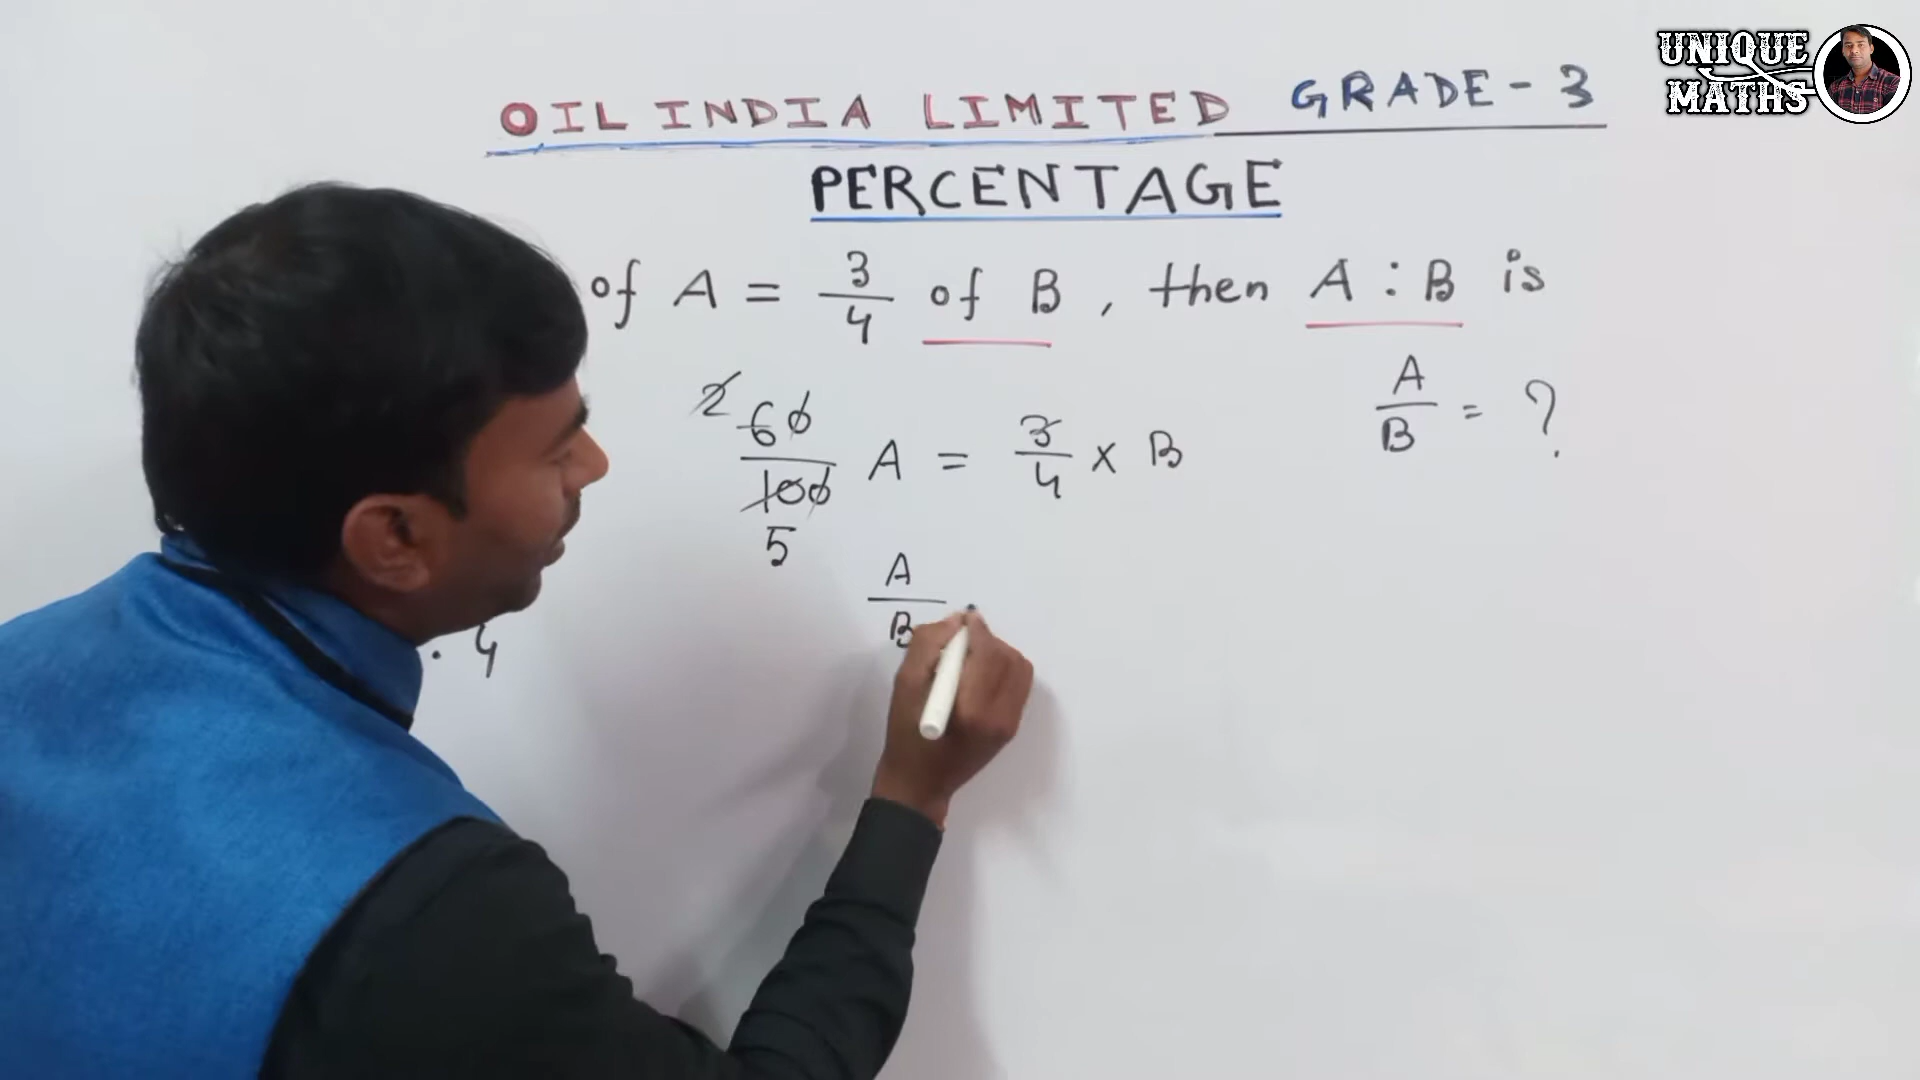 UNIQUE
MATHS
OIL INDIA LIMITED GRADE - 3
PERCENTAGE
of A = 3/4 of B, then A : B is
A/B = ?
2
60/100 A = 3/4 x B
5
A/B
. 4